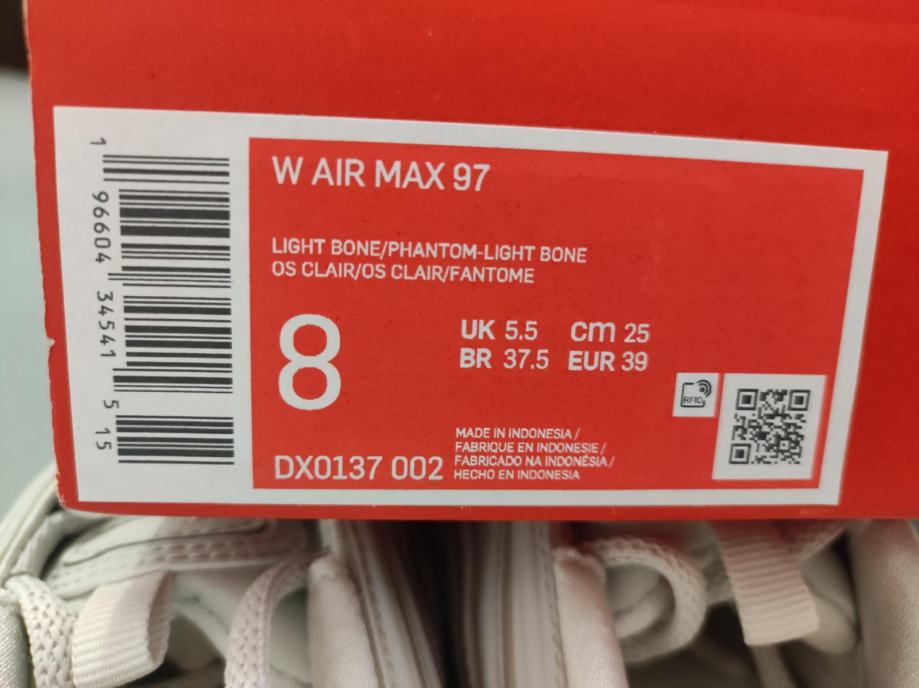 1 96604 34541 5 15
W AIR MAX 97
LIGHT BONE/PHANTOM-LIGHT BONE
OS CLAIR/OS CLAIR/FANTOME
8
UK 5.5 cm 25
BR 37.5 EUR 39
RFID
DX0137 002
MADE IN INDONESIA/
FABRIQUE EN INDONESIE/
FABRICADO NA INDONÉSIA/
HECHO EN INDONESIA